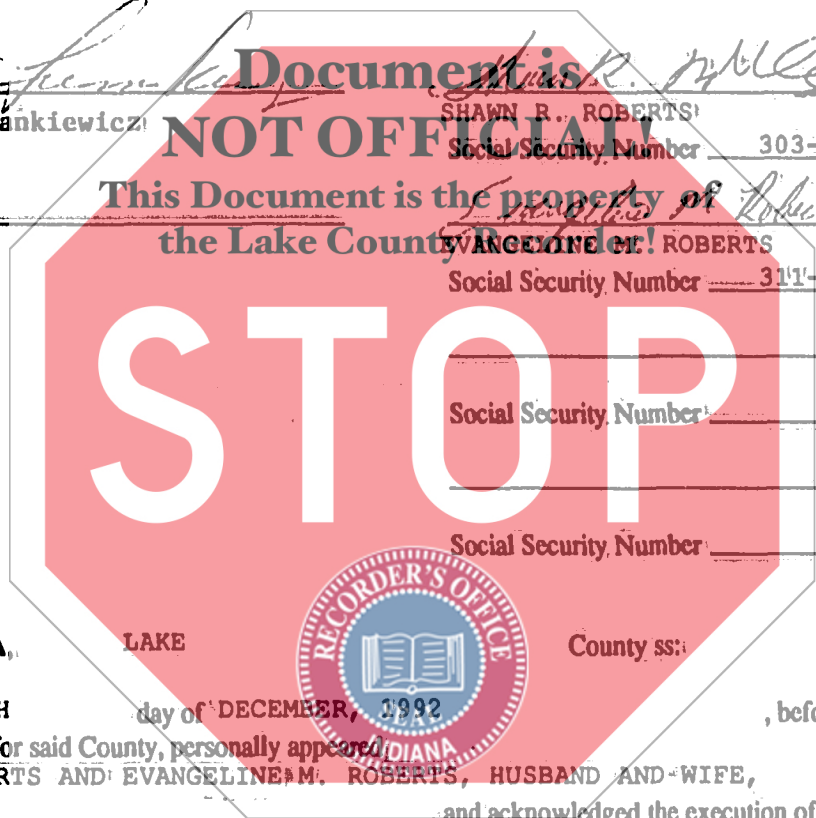 Document is
ankiewicz
SHAWN R. ROBERTS
NOT OFFICIAL!
Social Security Number 303-
This Document is the property of
the Lake County Recorder!
EVANGELINE M. ROBERTS
Social Security Number 311-
STOP
Social Security Number
Social Security Number
RECORDER'S OFFICE
INDIANA
LAKE County ss:
H day of DECEMBER, 1992 , befo
or said County, personally appeared
RTS AND EVANGELINE M. ROBERTS, HUSBAND AND WIFE,
and acknowledged the execution of